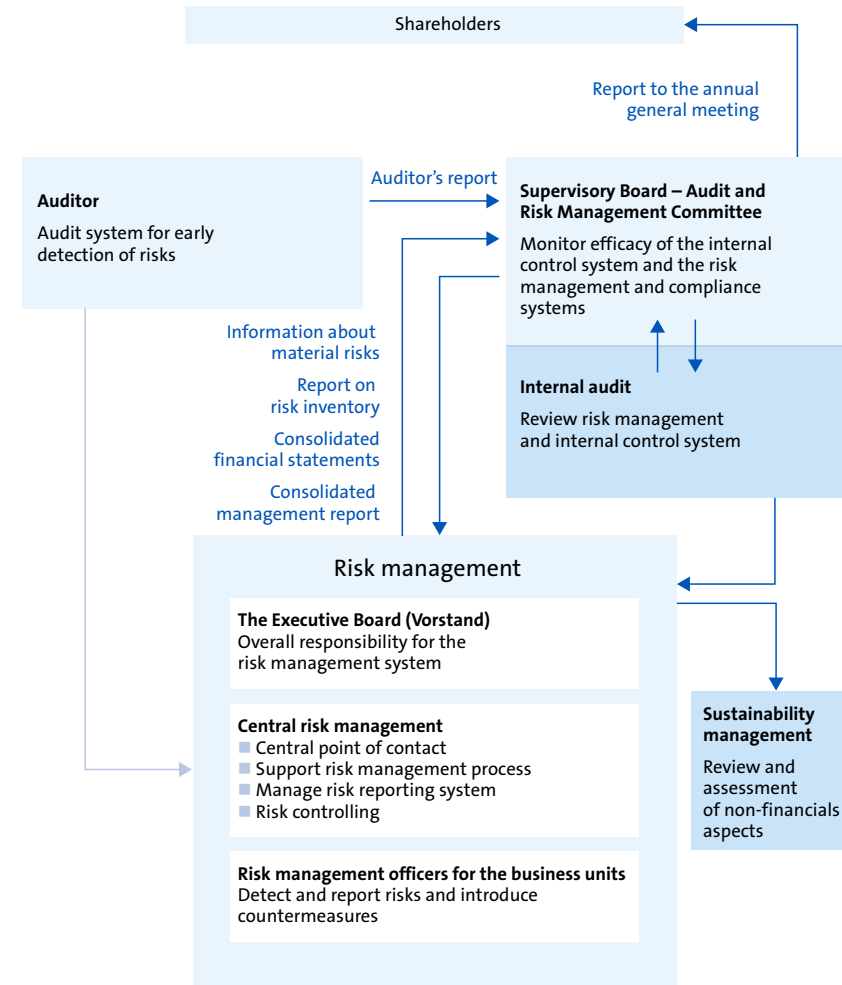 Shareholders
Report to the annual
general meeting
Auditor
Audit system for early
detection of risks
Auditor's report
Supervisory Board – Audit and
Risk Management Committee
Monitor efficacy of the internal
control system and the risk
management and compliance
systems
Information about
material risks
Report on
risk inventory
Consolidated
financial statements
Consolidated
management report
Internal audit
Review risk management
and internal control system
Risk management
The Executive Board (Vorstand)
Overall responsibility for the
risk management system
Central risk management
Central point of contact
Support risk management process
Manage risk reporting system
Risk controlling
Risk management officers for the business units
Detect and report risks and introduce
countermeasures
Sustainability
management
Review and
assessment
of non-financials
aspects